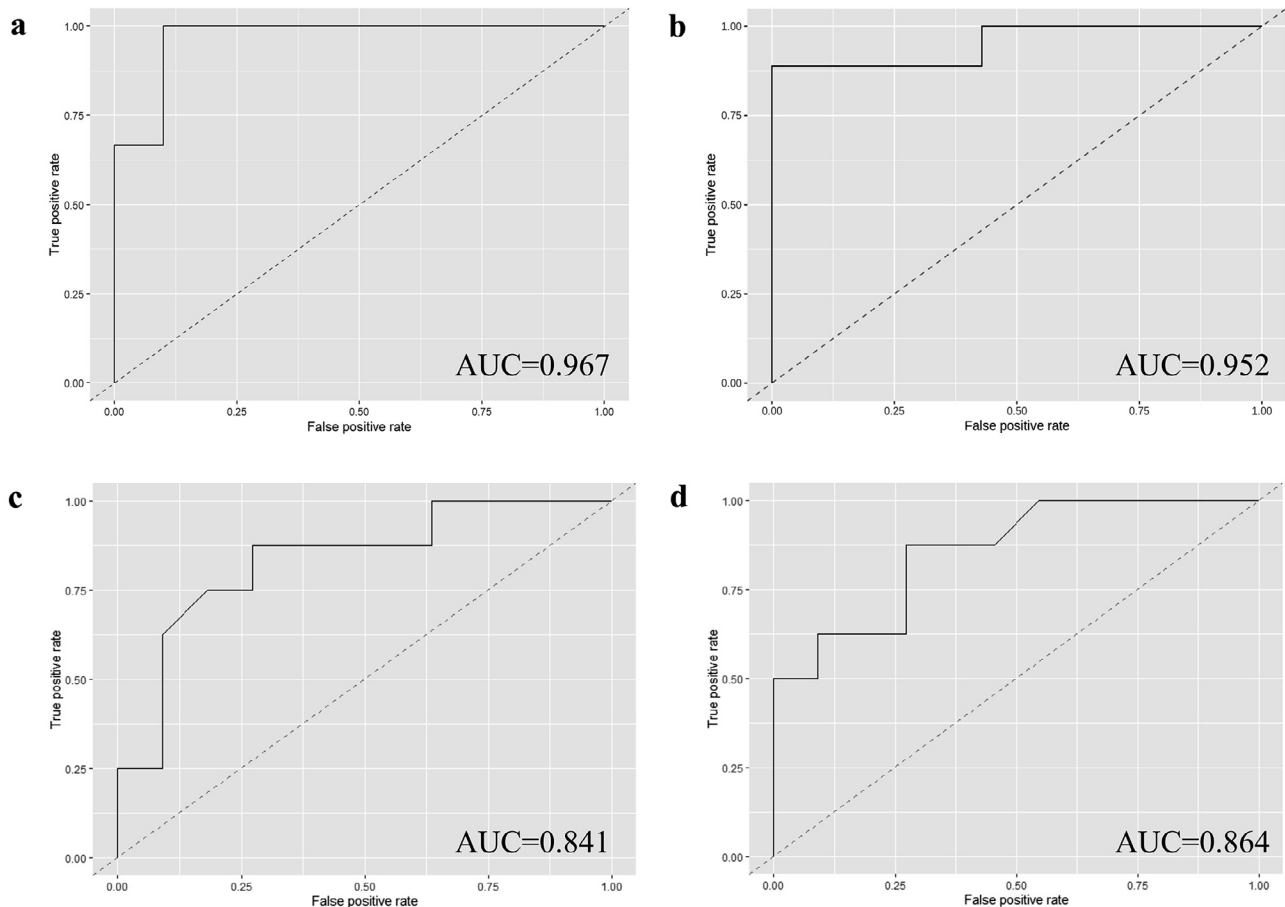 a
1.00
0.75
0.50
0.25
0.00
True positive rate
AUC=0.967
0.00 0.25 0.50 0.75 1.00
False positive rate
b
1.00
0.75
0.50
0.25
0.00
True positive rate
AUC=0.952
0.00 0.25 0.50 0.75 1.00
False positive rate
c
1.00
0.75
0.50
0.25
0.00
True positive rate
AUC=0.841
0.00 0.25 0.50 0.75 1.00
False positive rate
d
1.00
0.75
0.50
0.25
0.00
True positive rate
AUC=0.864
0.00 0.25 0.50 0.75 1.00
False positive rate